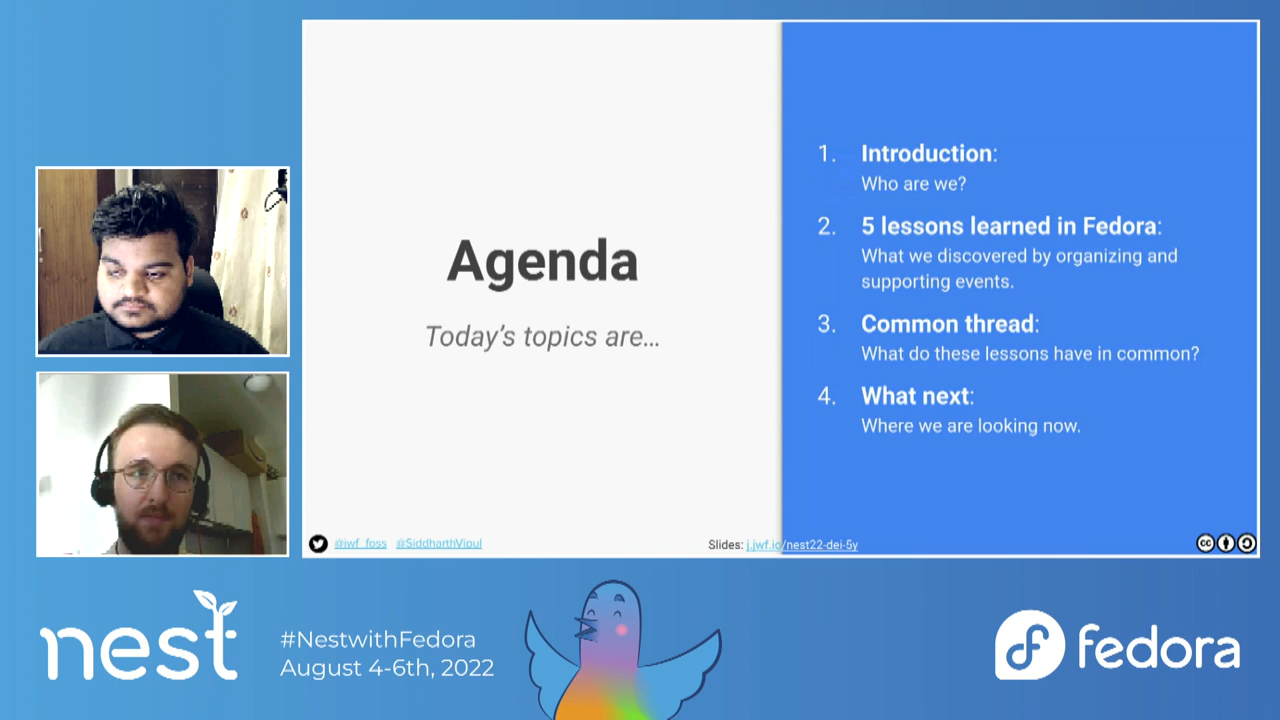 Agenda
Today's topics are...
1. Introduction:
Who are we?
2. 5 lessons learned in Fedora:
What we discovered by organizing and
supporting events.
3. Common thread:
What do these lessons have in common?
4. What next:
Where we are looking now.
@jwf_foss @SiddharthVipul
Slides: j.jwf.io/nest22-dei-5y
cc
nest
#NestwithFedora
August 4-6th, 2022
fedora